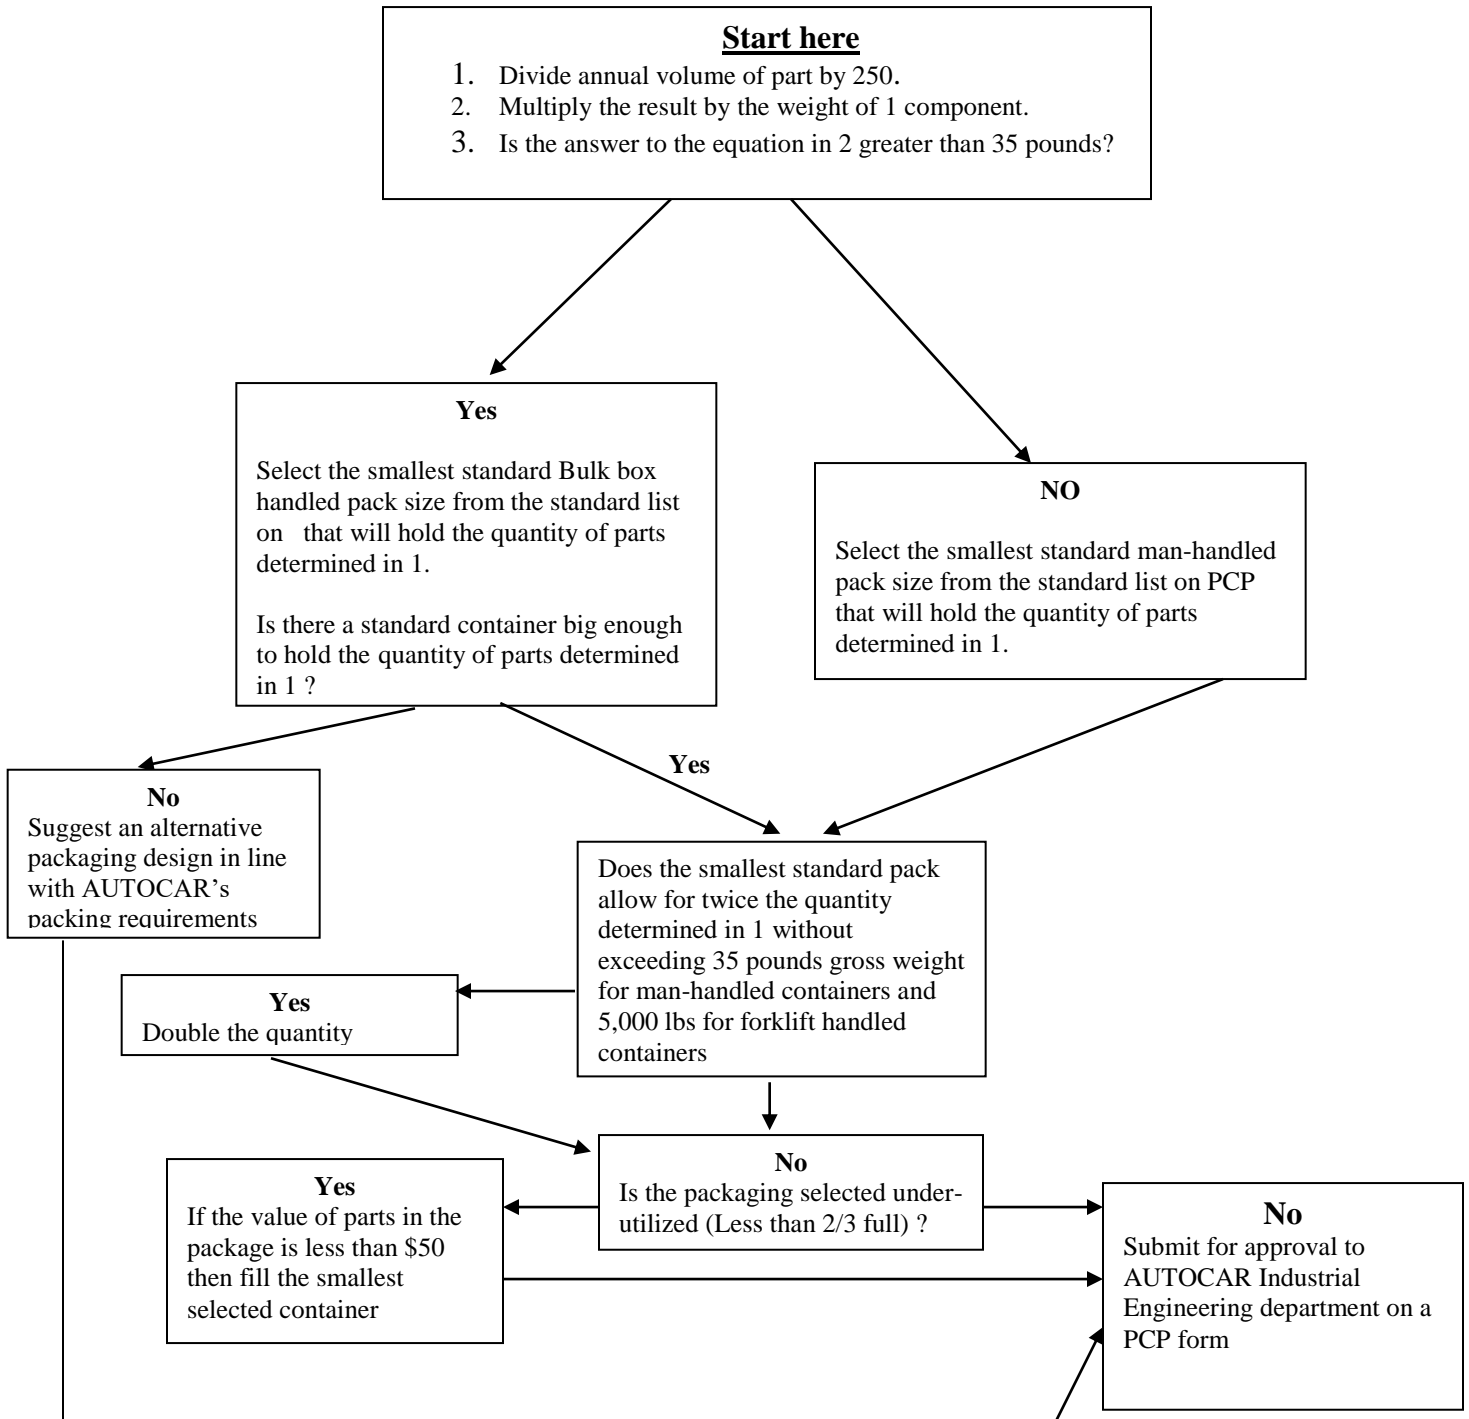 Start here
1. Divide annual volume of part by 250.
2. Multiply the result by the weight of 1 component.
3. Is the answer to the equation in 2 greater than 35 pounds?
Yes
Select the smallest standard Bulk box
handled pack size from the standard list
on   that will hold the quantity of parts
determined in 1.
Is there a standard container big enough
to hold the quantity of parts determined
in 1 ?
NO
Select the smallest standard man-handled
pack size from the standard list on PCP
that will hold the quantity of parts
determined in 1.
Yes
No
Suggest an alternative
packaging design in line
with AUTOCAR’s
packing requirements
Does the smallest standard pack
allow for twice the quantity
determined in 1 without
exceeding 35 pounds gross weight
for man-handled containers and
5,000 lbs for forklift handled
containers
Yes
Double the quantity
No
Is the packaging selected under-
utilized (Less than 2/3 full) ?
Yes
If the value of parts in the
package is less than $50
then fill the smallest
selected container
No
Submit for approval to
AUTOCAR Industrial
Engineering department on a
PCP form